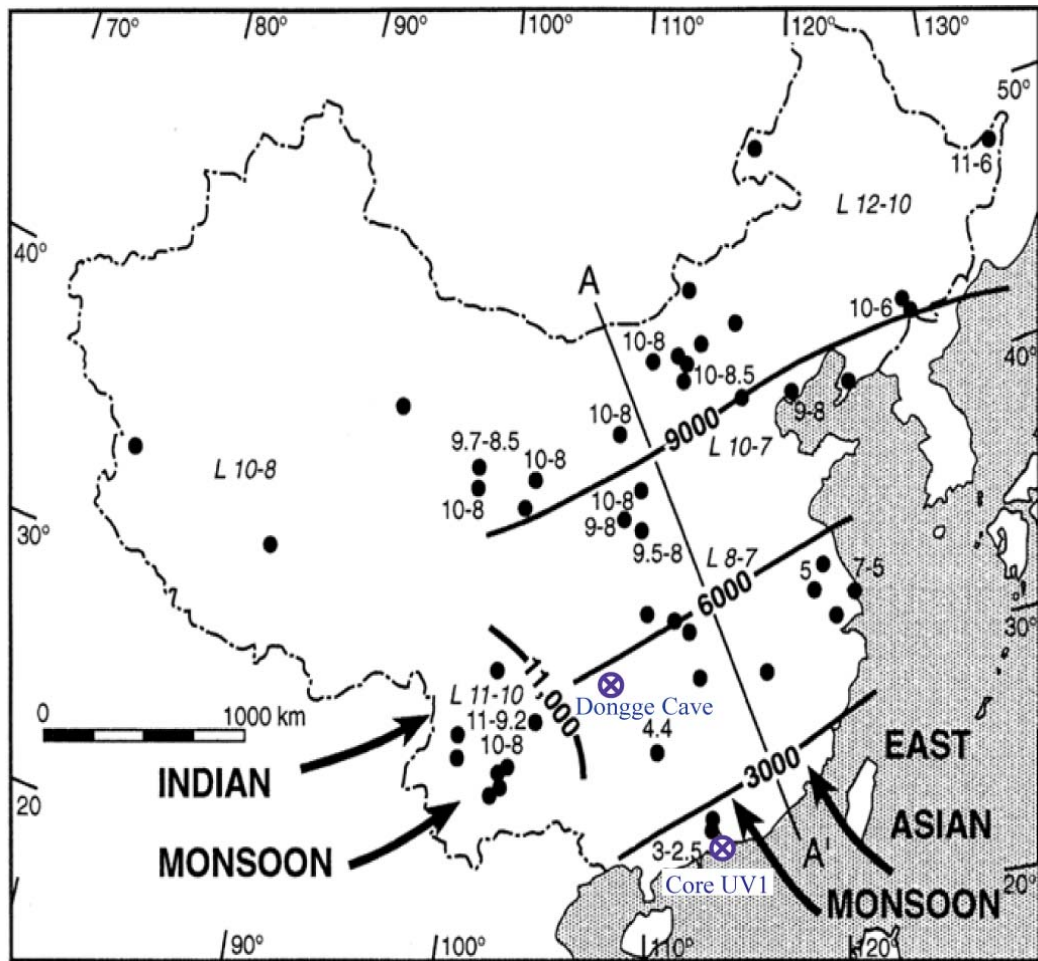 70° 80° 90° 100° 110° 120° 130°
50°
11-6
L 12-10
40°
A
10-6
10-8
40°
10-8.5
10-8
9000
9-8
9.7-8.5
L 10-7
L 10-8
10-8
10-8
10-8
30°
9-8
9.5-8
L 8-7
5
7-5
6000
30°
11,000
L 11-10
Dongge Cave
0 1000 km
11-9.2
4.4
10-8
3000
EAST
INDIAN
20
ASIAN
MONSOON
3-2.5
A'
20°
Core UV1
MONSOON
90° 100° 110° 120°